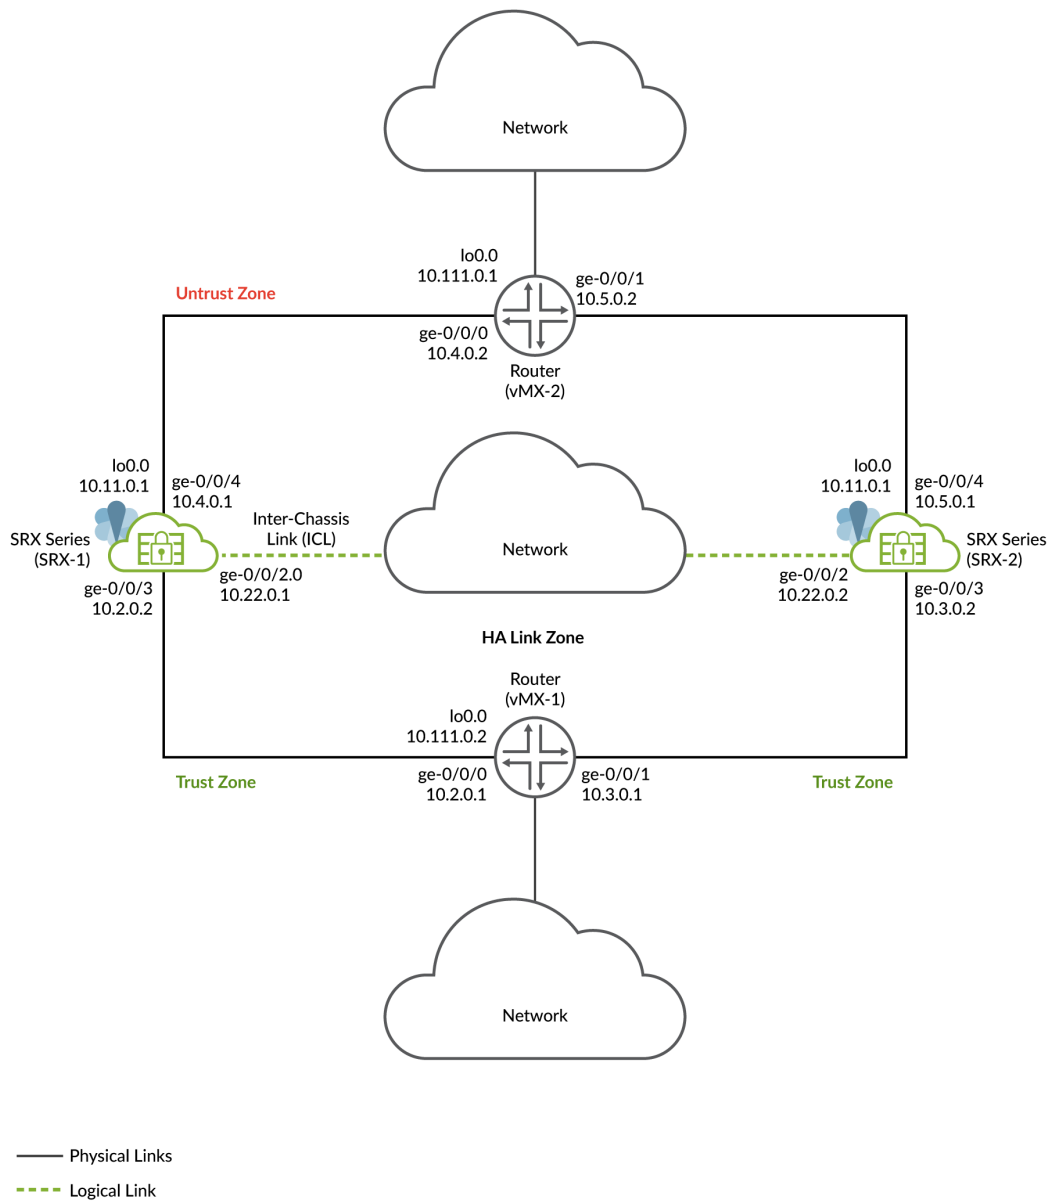 Network
lo0.0
10.111.0.1
ge-0/0/1
10.5.0.2
Untrust Zone
ge-0/0/0
10.4.0.2
Router
(vMX-2)
lo0.0
10.11.0.1
ge-0/0/4
10.4.0.1
lo0.0
10.11.0.1
ge-0/0/4
10.5.0.1
SRX Series
(SRX-1)
Inter-Chassis
Link (ICL)
Network
SRX Series
(SRX-2)
ge-0/0/3
10.2.0.2
ge-0/0/2.0
10.22.0.1
ge-0/0/2
10.22.0.2
ge-0/0/3
10.3.0.2
HA Link Zone
Router
(vMX-1)
lo0.0
10.111.0.2
Trust Zone
ge-0/0/0
10.2.0.1
ge-0/0/1
10.3.0.1
Trust Zone
Network
Physical Links
Logical Link